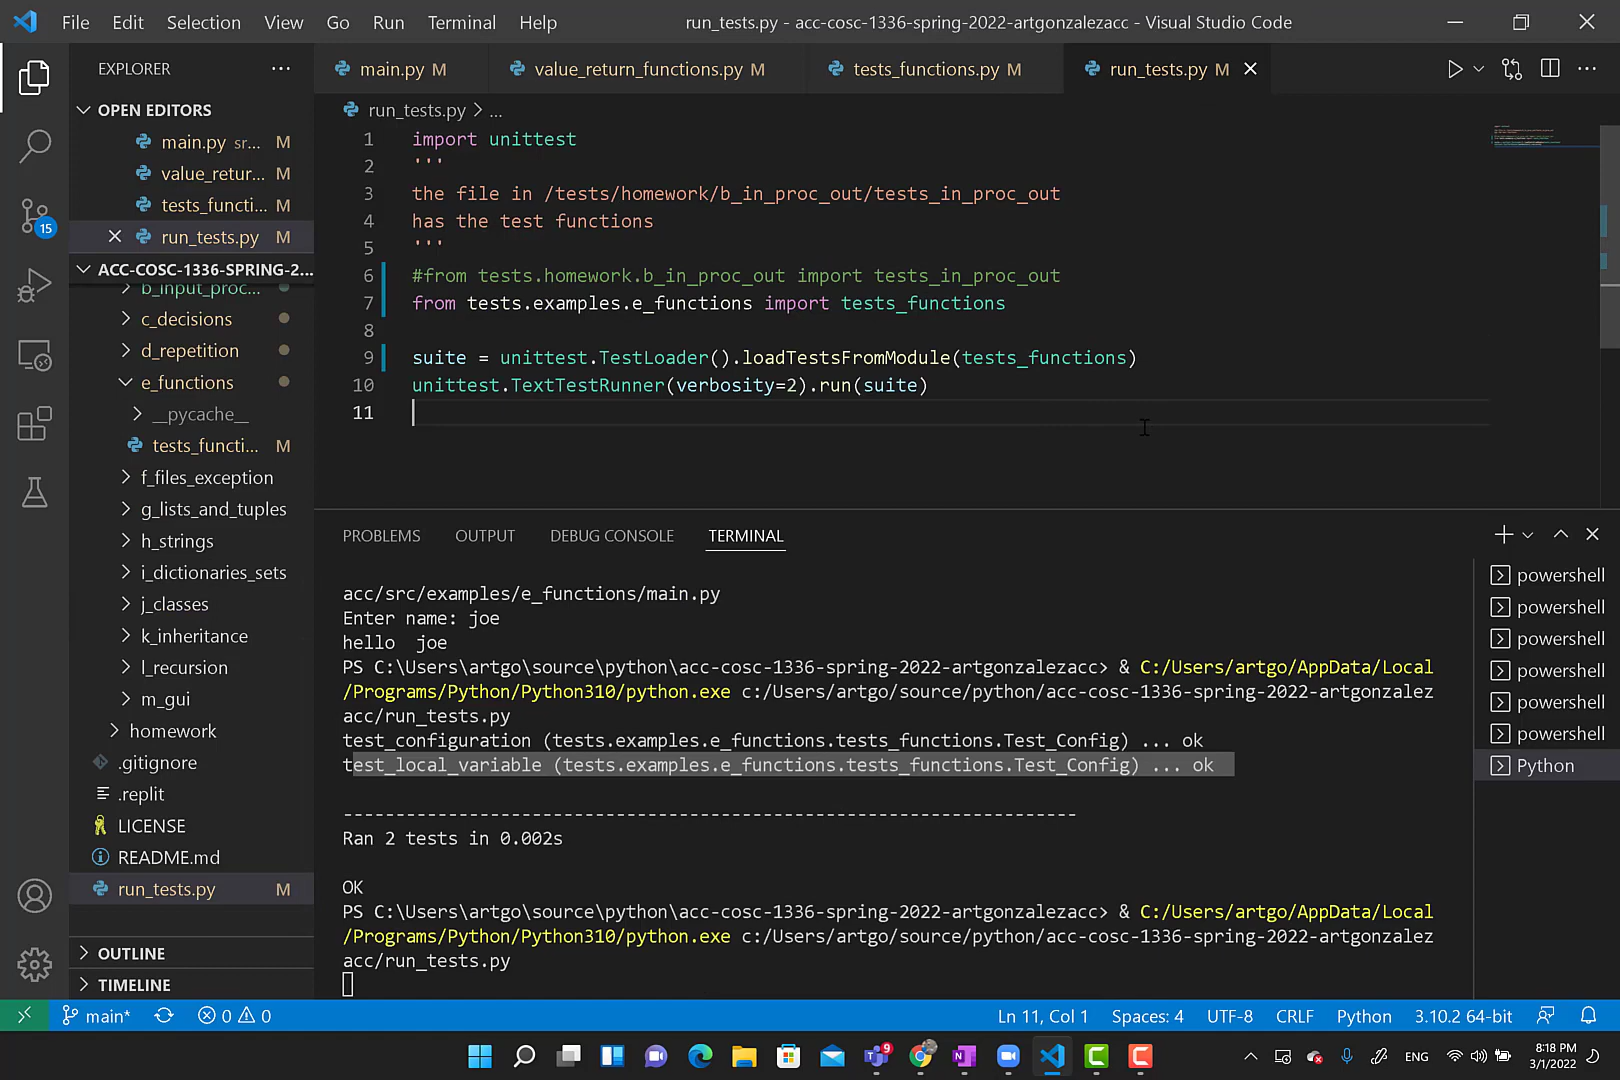 File Edit Selection View Go Run Terminal Help
run_tests.py - acc-cosc-1336-spring-2022-artgonzalezacc - Visual Studio Code
EXPLORER ...
main.py M
value_return_functions.py M
tests_functions.py M
run_tests.py M
OPEN EDITORS
main.py sr... M
value_retur... M
tests_functi... M
run_tests.py M
ACC-COSC-1336-SPRING-2...
b_input_proc...
c_decisions
d_repetition
e_functions
__pycache__
tests_functi... M
f_files_exception
g_lists_and_tuples
h_strings
i_dictionaries_sets
j_classes
k_inheritance
l_recursion
m_gui
homework
.gitignore
.replit
LICENSE
README.md
run_tests.py M
OUTLINE
TIMELINE
15
run_tests.py > ...
1 import unittest
2 '''
3 the file in /tests/homework/b_in_proc_out/tests_in_proc_out
4 has the test functions
5 '''
6 #from tests.homework.b_in_proc_out import tests_in_proc_out
7 from tests.examples.e_functions import tests_functions
8
9 suite = unittest.TestLoader().loadTestsFromModule(tests_functions)
10 unittest.TextTestRunner(verbosity=2).run(suite)
11
PROBLEMS OUTPUT DEBUG CONSOLE TERMINAL
acc/src/examples/e_functions/main.py
Enter name: joe
hello  joe
PS C:\Users\artgo\source\python\acc-cosc-1336-spring-2022-artgonzalezacc> & C:/Users/artgo/AppData/Local
/Programs/Python/Python310/python.exe c:/Users/artgo/source/python/acc-cosc-1336-spring-2022-artgonzalez
acc/run_tests.py
test_configuration (tests.examples.e_functions.tests_functions.Test_Config) ... ok
test_local_variable (tests.examples.e_functions.tests_functions.Test_Config) ... ok
-------------------------------------------------------------------
Ran 2 tests in 0.002s
OK
PS C:\Users\artgo\source\python\acc-cosc-1336-spring-2022-artgonzalezacc> & C:/Users/artgo/AppData/Local
/Programs/Python/Python310/python.exe c:/Users/artgo/source/python/acc-cosc-1336-spring-2022-artgonzalez
acc/run_tests.py
powershell
powershell
powershell
powershell
powershell
powershell
Python
main* 0 0
Ln 11, Col 1 Spaces: 4 UTF-8 CRLF Python 3.10.2 64-bit
9
ENG
8:18 PM
3/1/2022